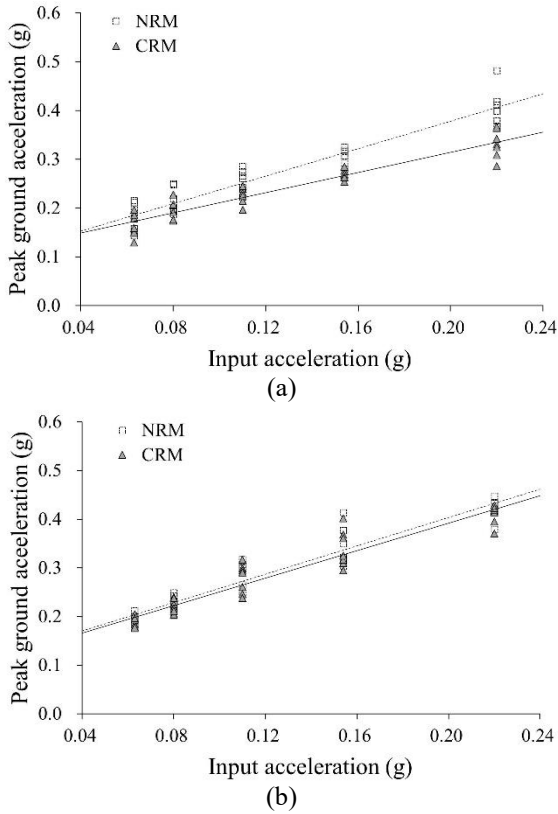 0.6
0.5
0.4
0.3
0.2
0.1
0.0
Peak ground acceleration (g)
NRM
CRM
0.04 0.08 0.12 0.16 0.20 0.24
Input acceleration (g)
(a)
0.6
0.5
0.4
0.3
0.2
0.1
0.0
Peak ground acceleration (g)
NRM
CRM
0.04 0.08 0.12 0.16 0.20 0.24
Input acceleration (g)
(b)